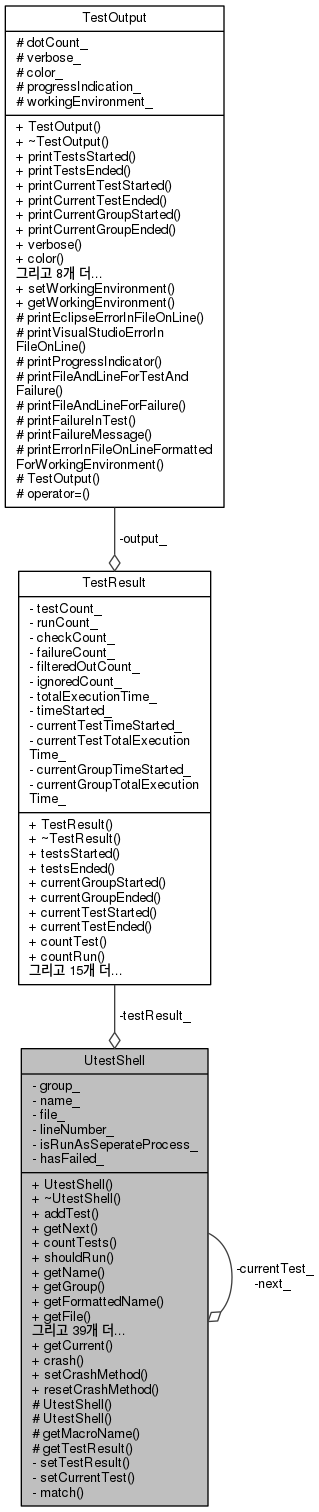 TestOutput
# dotCount_
# verbose_
# color_
# progressIndication_
# workingEnvironment_
+ TestOutput()
+ ~TestOutput()
+ printTestsStarted()
+ printTestsEnded()
+ printCurrentTestStarted()
+ printCurrentTestEnded()
+ printCurrentGroupStarted()
+ printCurrentGroupEnded()
+ verbose()
+ color()
그리고 8개 더...
+ setWorkingEnvironment()
+ getWorkingEnvironment()
# printEclipseErrorInFileOnLine()
# printVisualStudioErrorIn
FileOnLine()
# printProgressIndicator()
# printFileAndLineForTestAnd
Failure()
# printFileAndLineForFailure()
# printFailureInTest()
# printFailureMessage()
# printErrorInFileOnLineFormatted
ForWorkingEnvironment()
# TestOutput()
# operator=()
-output_
TestResult
- testCount_
- runCount_
- checkCount_
- failureCount_
- filteredOutCount_
- ignoredCount_
- totalExecutionTime_
- timeStarted_
- currentTestTimeStarted_
- currentTestTotalExecution
Time_
- currentGroupTimeStarted_
- currentGroupTotalExecution
Time_
+ TestResult()
+ ~TestResult()
+ testsStarted()
+ testsEnded()
+ currentGroupStarted()
+ currentGroupEnded()
+ currentTestStarted()
+ currentTestEnded()
+ countTest()
+ countRun()
그리고 15개 더...
-testResult_
UtestShell
- group_
- name_
- file_
- lineNumber_
- isRunAsSeperateProcess_
- hasFailed_
+ UtestShell()
+ ~UtestShell()
+ addTest()
+ getNext()
+ countTests()
+ shouldRun()
+ getName()
+ getGroup()
+ getFormattedName()
+ getFile()
그리고 39개 더...
+ getCurrent()
+ crash()
+ setCrashMethod()
+ resetCrashMethod()
# UtestShell()
# UtestShell()
# getMacroName()
# getTestResult()
- setTestResult()
- setCurrentTest()
- match()
-currentTest_
-next_